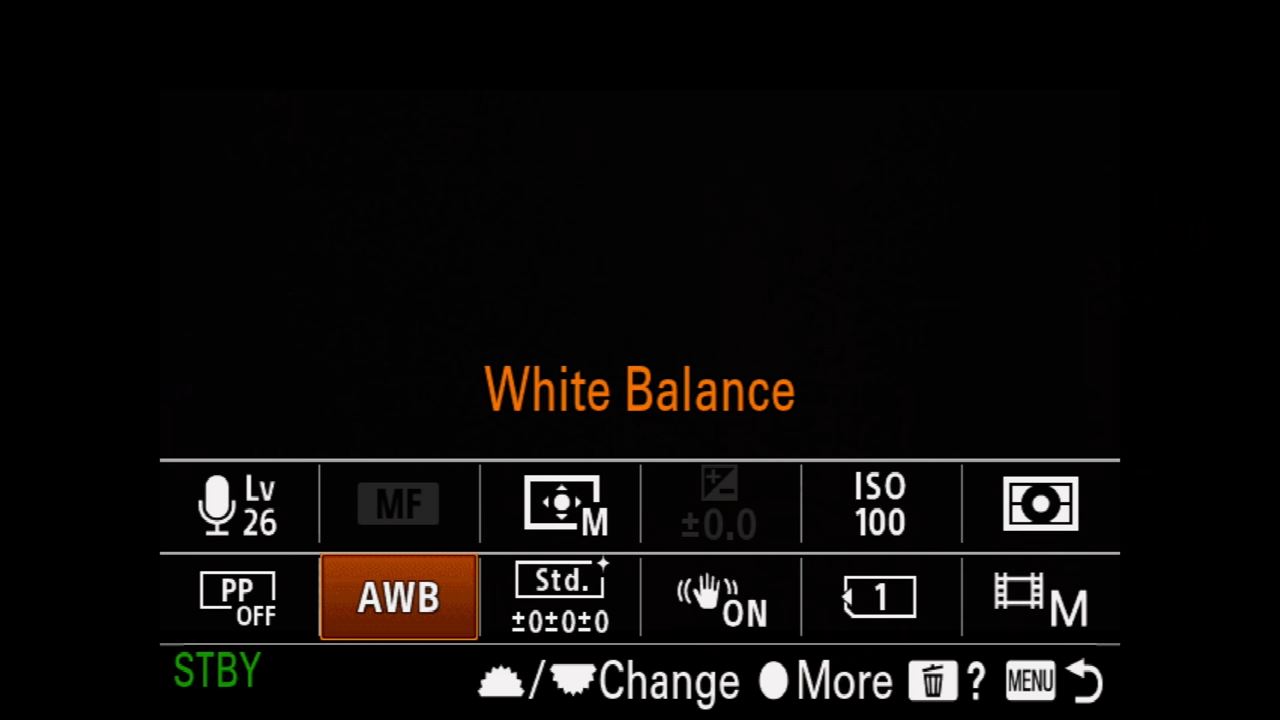 White Balance
Lv
26
MF
M
±0.0
ISO
100
PP
OFF
AWB
Std.
±0±0±0
ON
1
M
STBY
/ Change More ? MENU